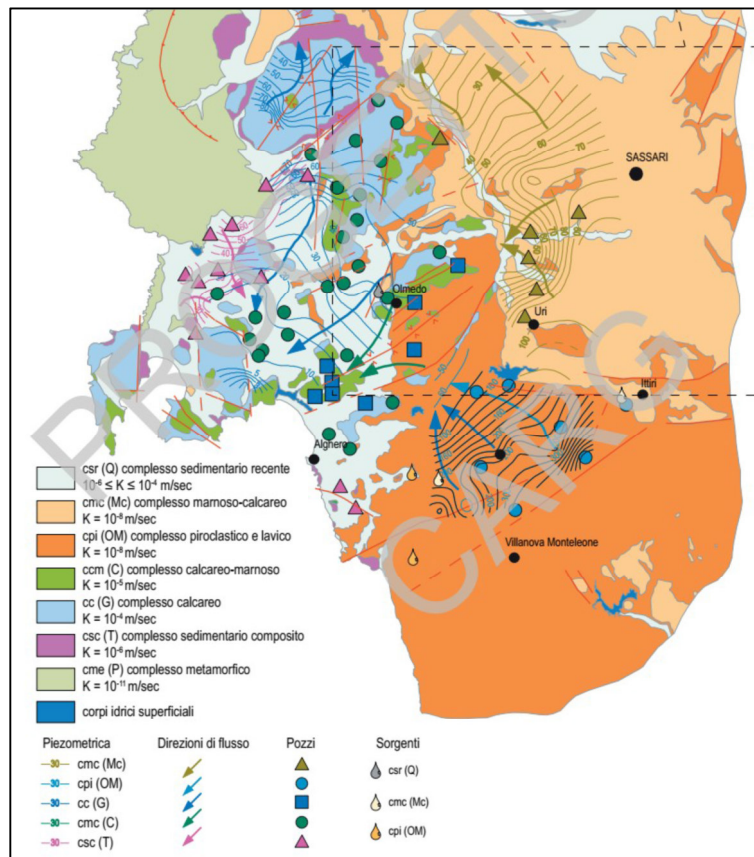 SASSARI
Olmedo
Uri
Ittiri
Alghero
Villanova Monteleone
PROGETTO
CARG
csr (Q) complesso sedimentario recente
10⁻⁶ ≤ K ≤ 10⁻⁴ m/sec
cmc (Mc) complesso marnoso-calcareo
K = 10⁻⁸ m/sec
cpi (OM) complesso piroclastico e lavico
K = 10⁻⁸ m/sec
ccm (C) complesso calcareo-marnoso
K = 10⁻⁵ m/sec
cc (G) complesso calcareo
K = 10⁻⁴ m/sec
csc (T) complesso sedimentario composito
K = 10⁻⁶ m/sec
cme (P) complesso metamorfico
K = 10⁻¹¹ m/sec
corpi idrici superficiali
Piezometrica Direzioni di flusso Pozzi Sorgenti
30 cmc (Mc) csr (Q)
30 cpi (OM) cmc (Mc)
30 cc (G) cpi (OM)
30 cmc (C)
30 csc (T)